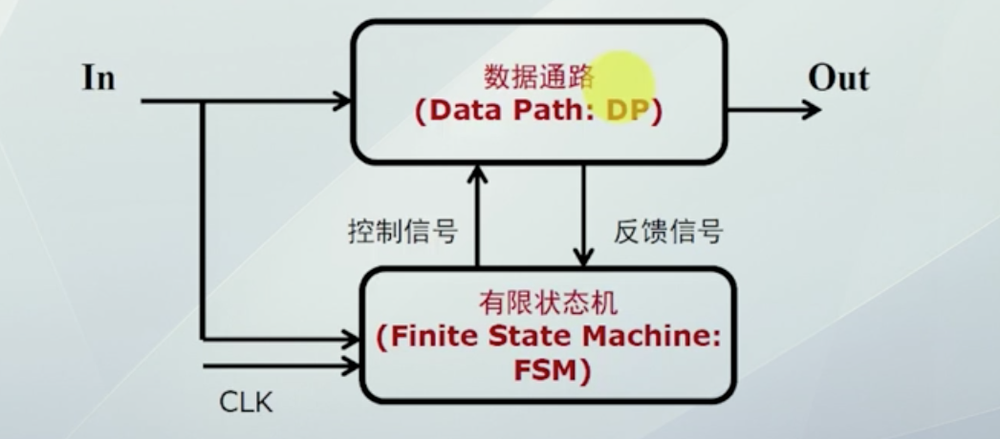 In
数据通路
(Data Path: DP)
Out
控制信号
反馈信号
有限状态机
(Finite State Machine:
FSM)
CLK